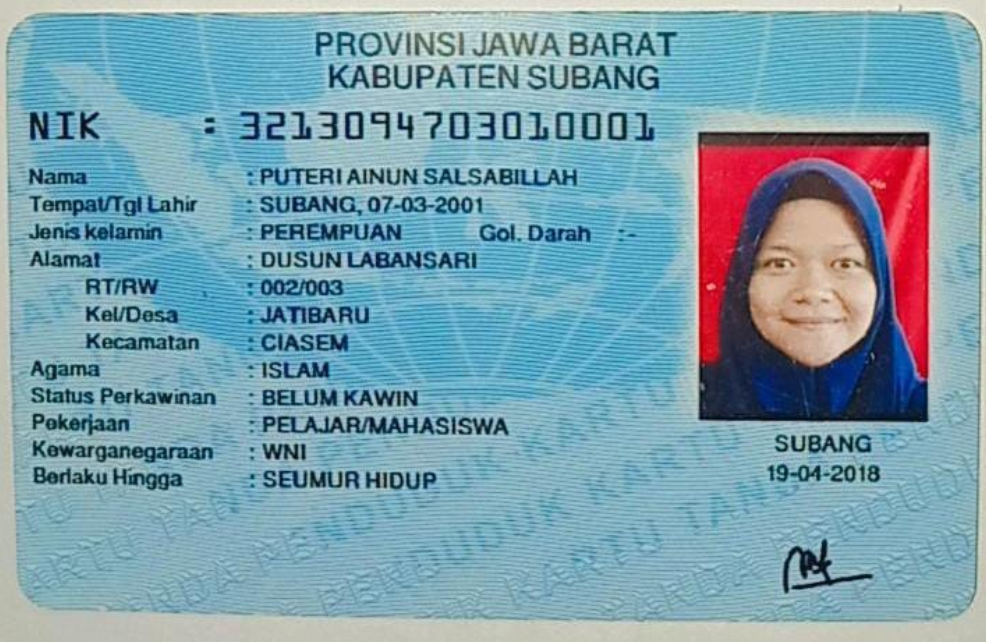 PROVINSI JAWA BARAT
KABUPATEN SUBANG
NIK : 3213094703010001
Nama : PUTERI AINUN SALSABILLAH
Tempat/Tgl Lahir : SUBANG, 07-03-2001
Jenis kelamin : PEREMPUAN Gol. Darah :-
Alamat : DUSUN LABANSARI
RT/RW : 002/003
Kel/Desa : JATIBARU
Kecamatan : CIASEM
Agama : ISLAM
Status Perkawinan : BELUM KAWIN
Pekerjaan : PELAJAR/MAHASISWA
Kewarganegaraan : WNI
Berlaku Hingga : SEUMUR HIDUP
SUBANG
19-04-2018